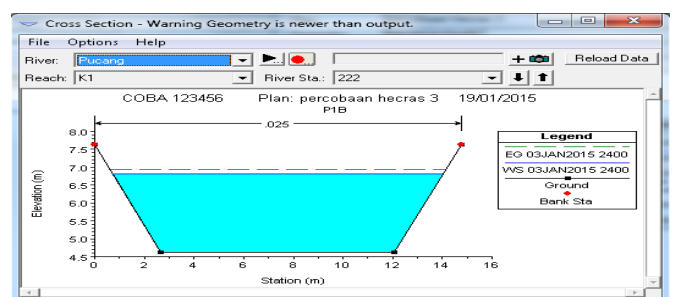 Cross Section - Warning Geometry is newer than output.
File Options Help
River: Pucang Reload Data
Reach: K1 River Sta.: 222
COBA 123456 Plan: percobaan hecras 3 19/01/2015
P1B
.025
8.0
7.5
7.0
6.5
6.0
5.5
5.0
4.5
0 2 4 6 8 10 12 14 16
Elevation (m)
Station (m)
Legend
EG 03JAN2015 2400
WS 03JAN2015 2400
Ground
Bank Sta